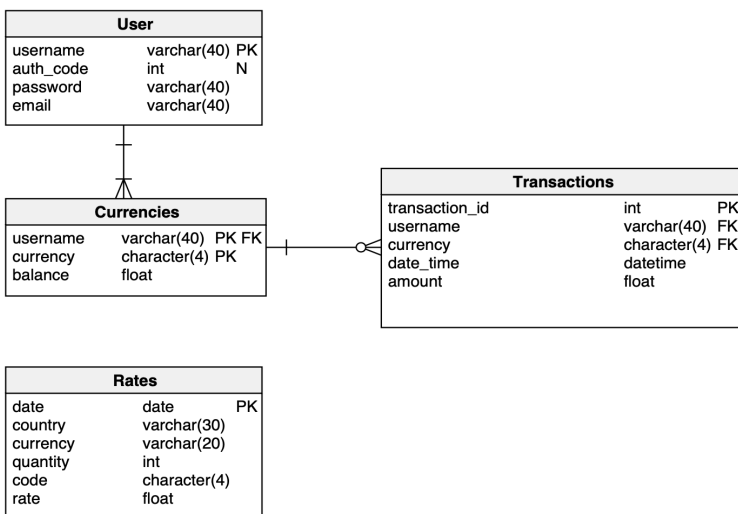 User
username varchar(40) PK
auth_code int N
password varchar(40)
email varchar(40)
Currencies
username varchar(40) PK FK
currency character(4) PK
balance float
Transactions
transaction_id int PK
username varchar(40) FK
currency character(4) FK
date_time datetime
amount float
Rates
date date PK
country varchar(30)
currency varchar(20)
quantity int
code character(4)
rate float